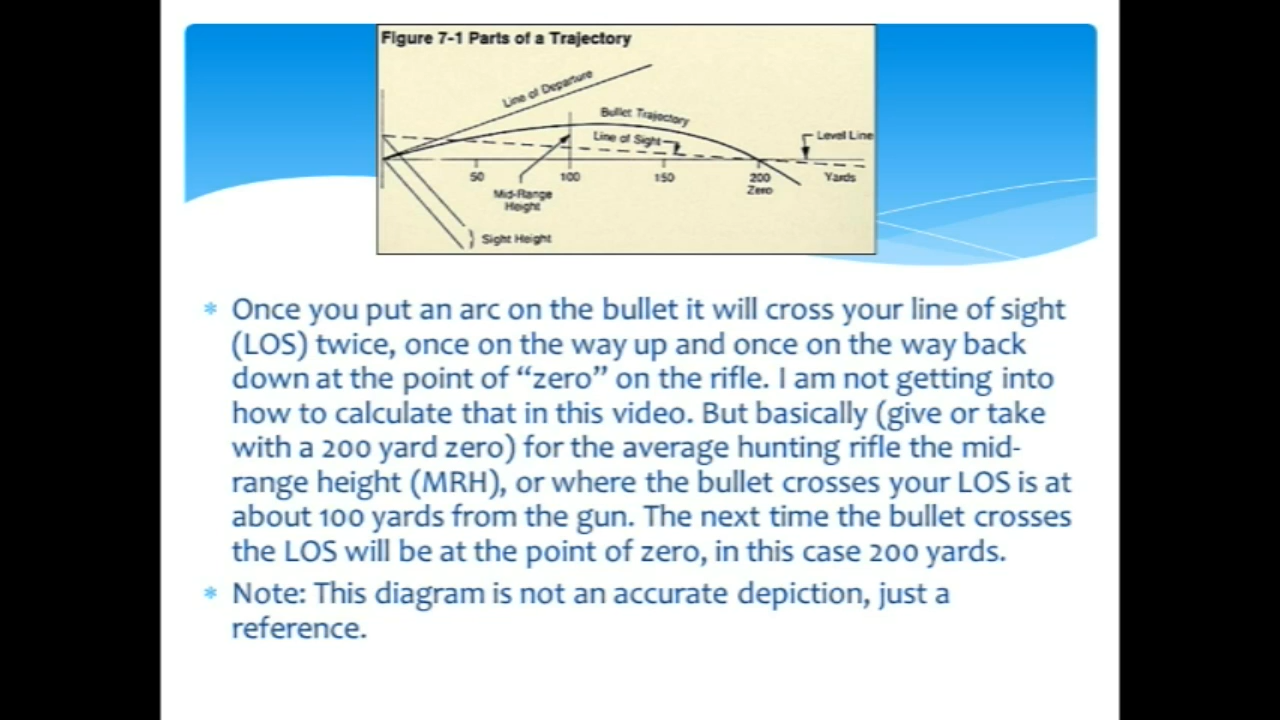 Figure 7-1 Parts of a Trajectory
Line of Departure
Bullet Trajectory
Line of Sight
Level Line
50
100
150
200
Yards
Zero
Mid-Range
Height
Sight Height
* Once you put an arc on the bullet it will cross your line of sight
(LOS) twice, once on the way up and once on the way back
down at the point of “zero” on the rifle. I am not getting into
how to calculate that in this video. But basically (give or take
with a 200 yard zero) for the average hunting rifle the mid-
range height (MRH), or where the bullet crosses your LOS is at
about 100 yards from the gun. The next time the bullet crosses
the LOS will be at the point of zero, in this case 200 yards.
* Note: This diagram is not an accurate depiction, just a
reference.